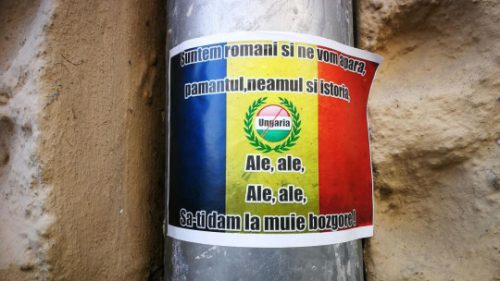 Suntem romani si ne vom apara,
pamantul,neamul si istoria,
Ungaria
Ale, ale,
Ale, ale,
Sa-ti dam la muie bozgore!